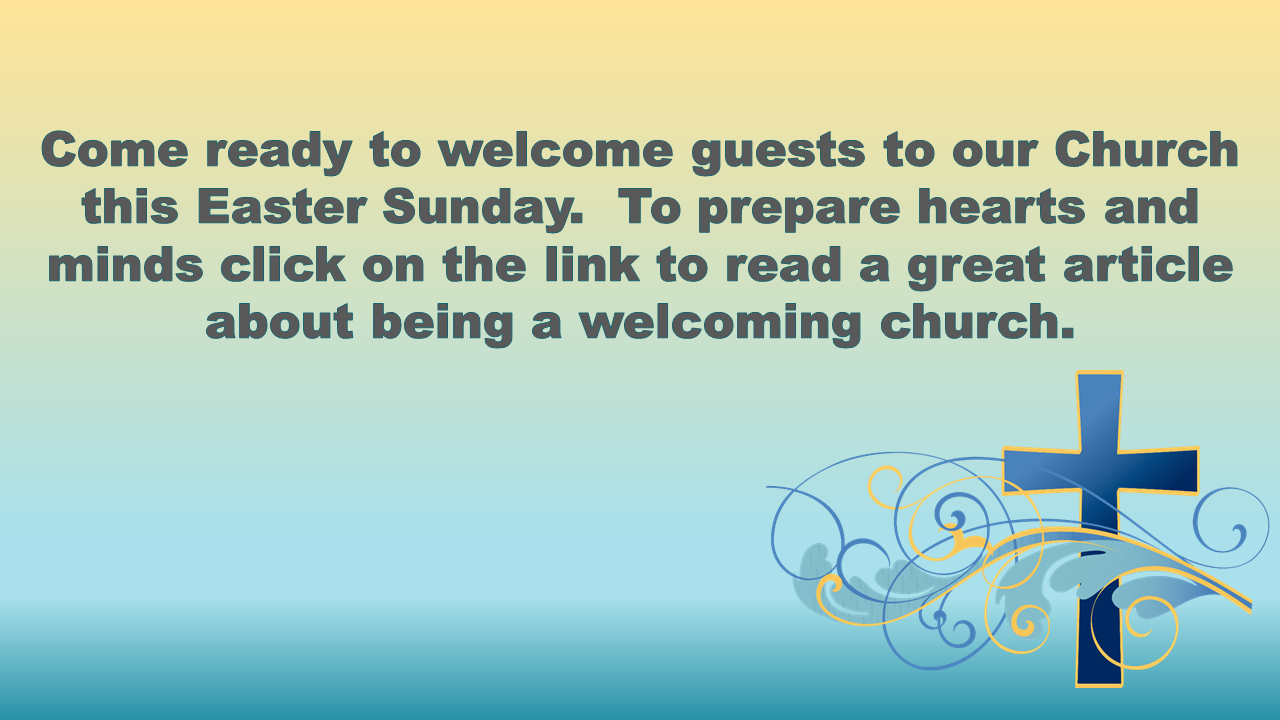 Come ready to welcome guests to our Church
this Easter Sunday.  To prepare hearts and
minds click on the link to read a great article
about being a welcoming church.